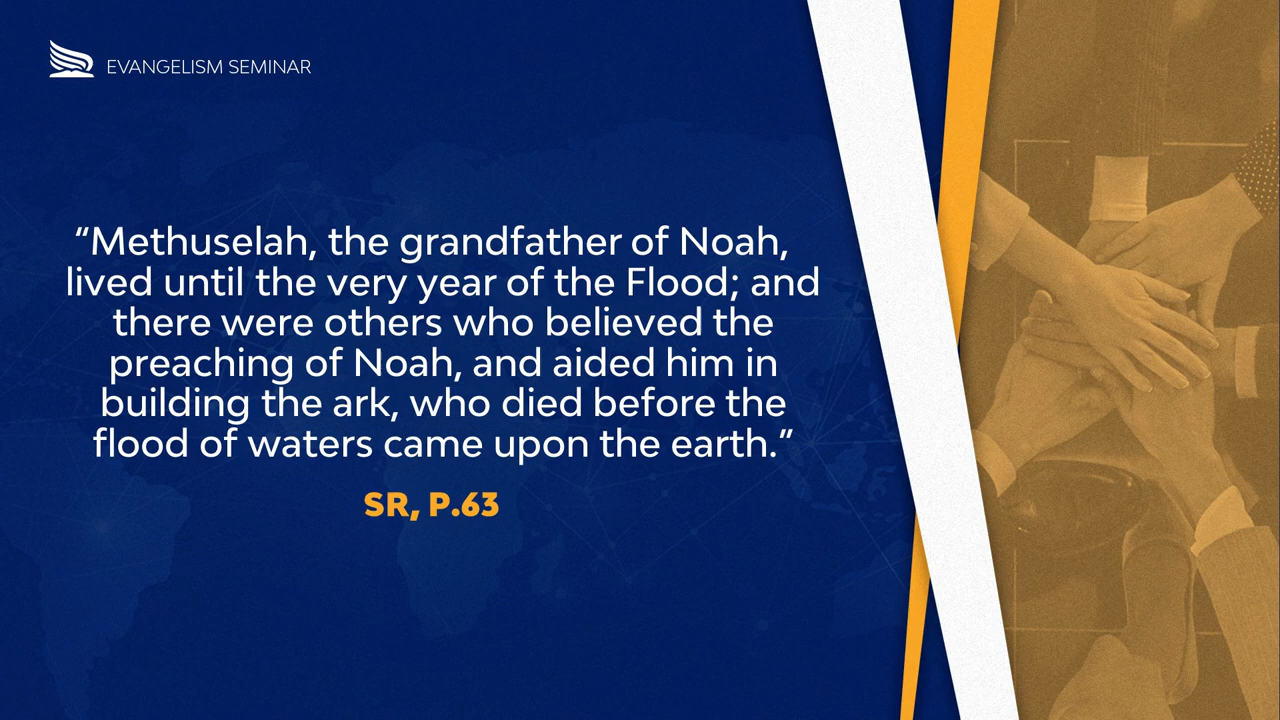 EVANGELISM SEMINAR
“Methuselah, the grandfather of Noah,
lived until the very year of the Flood; and
there were others who believed the
preaching of Noah, and aided him in
building the ark, who died before the
flood of waters came upon the earth.”
SR, P.63